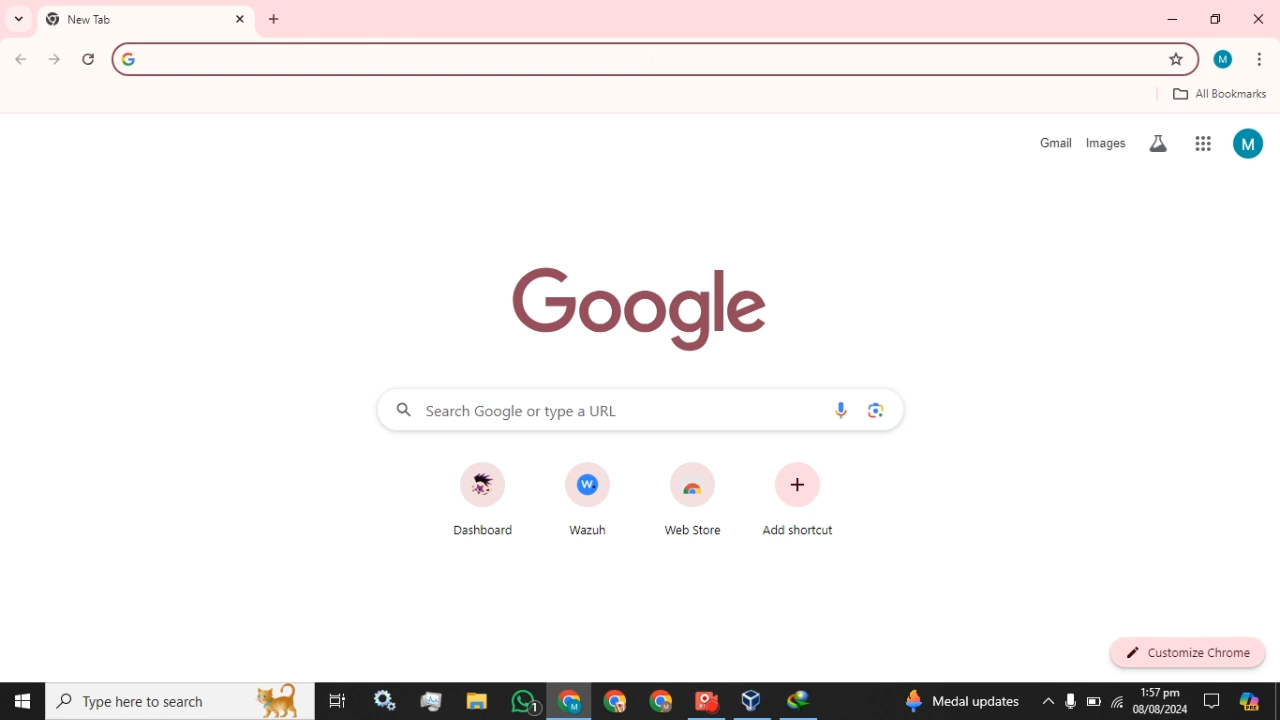 New Tab
All Bookmarks
Gmail Images
M
M
Google
Search Google or type a URL
Dashboard Wazuh Web Store Add shortcut
Customize Chrome
Type here to search
Medal updates
1:57 pm
08/08/2024